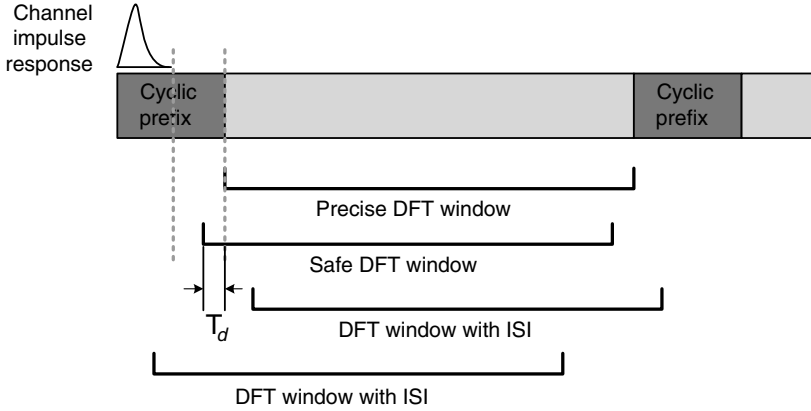 Channel
impulse
response
Cyclic
prefix
Cyclic
prefix
Precise DFT window
Safe DFT window
Td
DFT window with ISI
DFT window with ISI